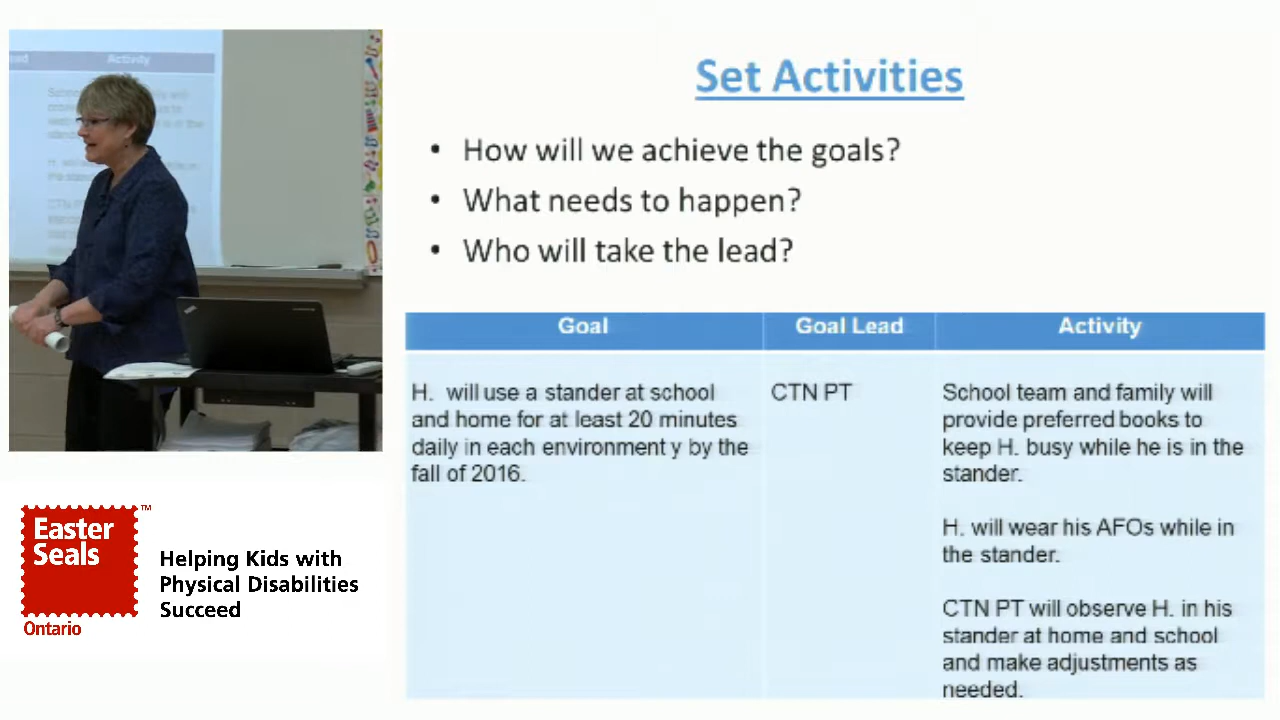 Set Activities
• How will we achieve the goals?
• What needs to happen?
• Who will take the lead?
Goal
Goal Lead
Activity
H. will use a stander at school
and home for at least 20 minutes
daily in each environment y by the
fall of 2016.
CTN PT
School team and family will
provide preferred books to
keep H. busy while he is in the
stander.
H. will wear his AFOs while in
the stander.
CTN PT will observe H. in his
stander at home and school
and make adjustments as
needed.
Activity
Easter
Seals
TM
Ontario
Helping Kids with
Physical Disabilities
Succeed